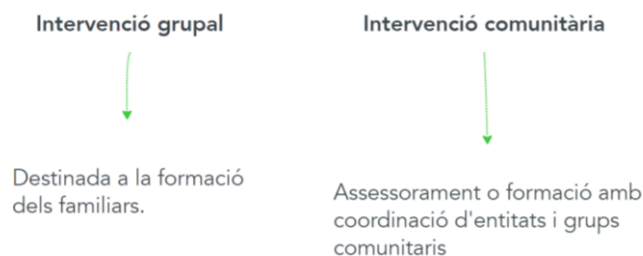 Intervenció grupal
Intervenció comunitària
Destinada a la formació
dels familiars.
Assessorament o formació amb
coordinació d'entitats i grups
comunitaris